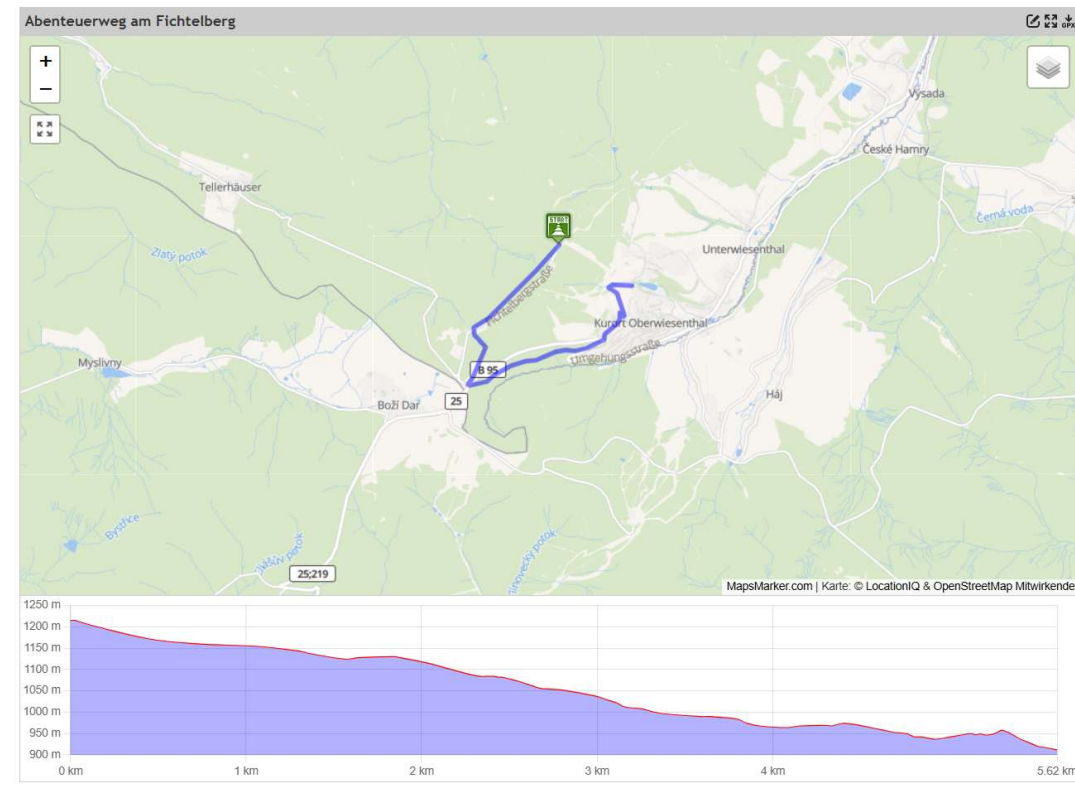 Abenteuerweg am Fichtelberg
GPX
+
−
Výsada
České Hamry
Tellerhäuser
Černá voda
START
Zlatý potok
Unterwiesenthal
Fichtelbergstraße
Kurort Oberwiesenthal
Umgehungsstraße
Myslivny
B 95
Háj
25
Boží Dar
Bystřice
25;219
MapsMarker.com | Karte: © LocationIQ & OpenStreetMap Mitwirkende
1250 m
1200 m
1150 m
1100 m
1050 m
1000 m
950 m
900 m
0 km
1 km
2 km
3 km
4 km
5.62 km